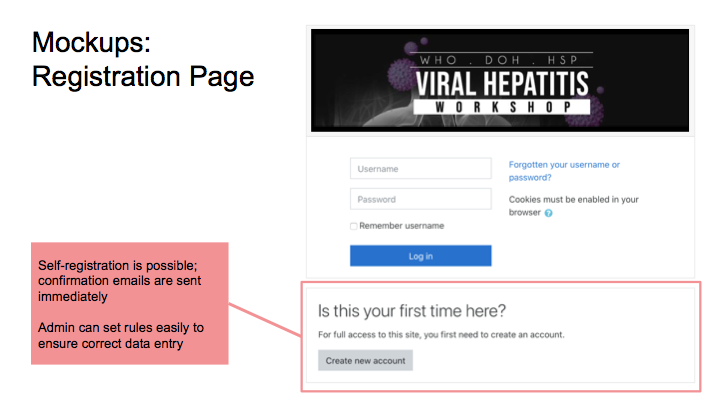 Mockups:
Registration Page
WHO . DOH . HSP
VIRAL HEPATITIS
WORKSHOP
Username
Password
Remember username
Log in
Forgotten your username or
password?
Cookies must be enabled in your
browser
Self-registration is possible;
confirmation emails are sent
immediately
Admin can set rules easily to
ensure correct data entry
Is this your first time here?
For full access to this site, you first need to create an account.
Create new account